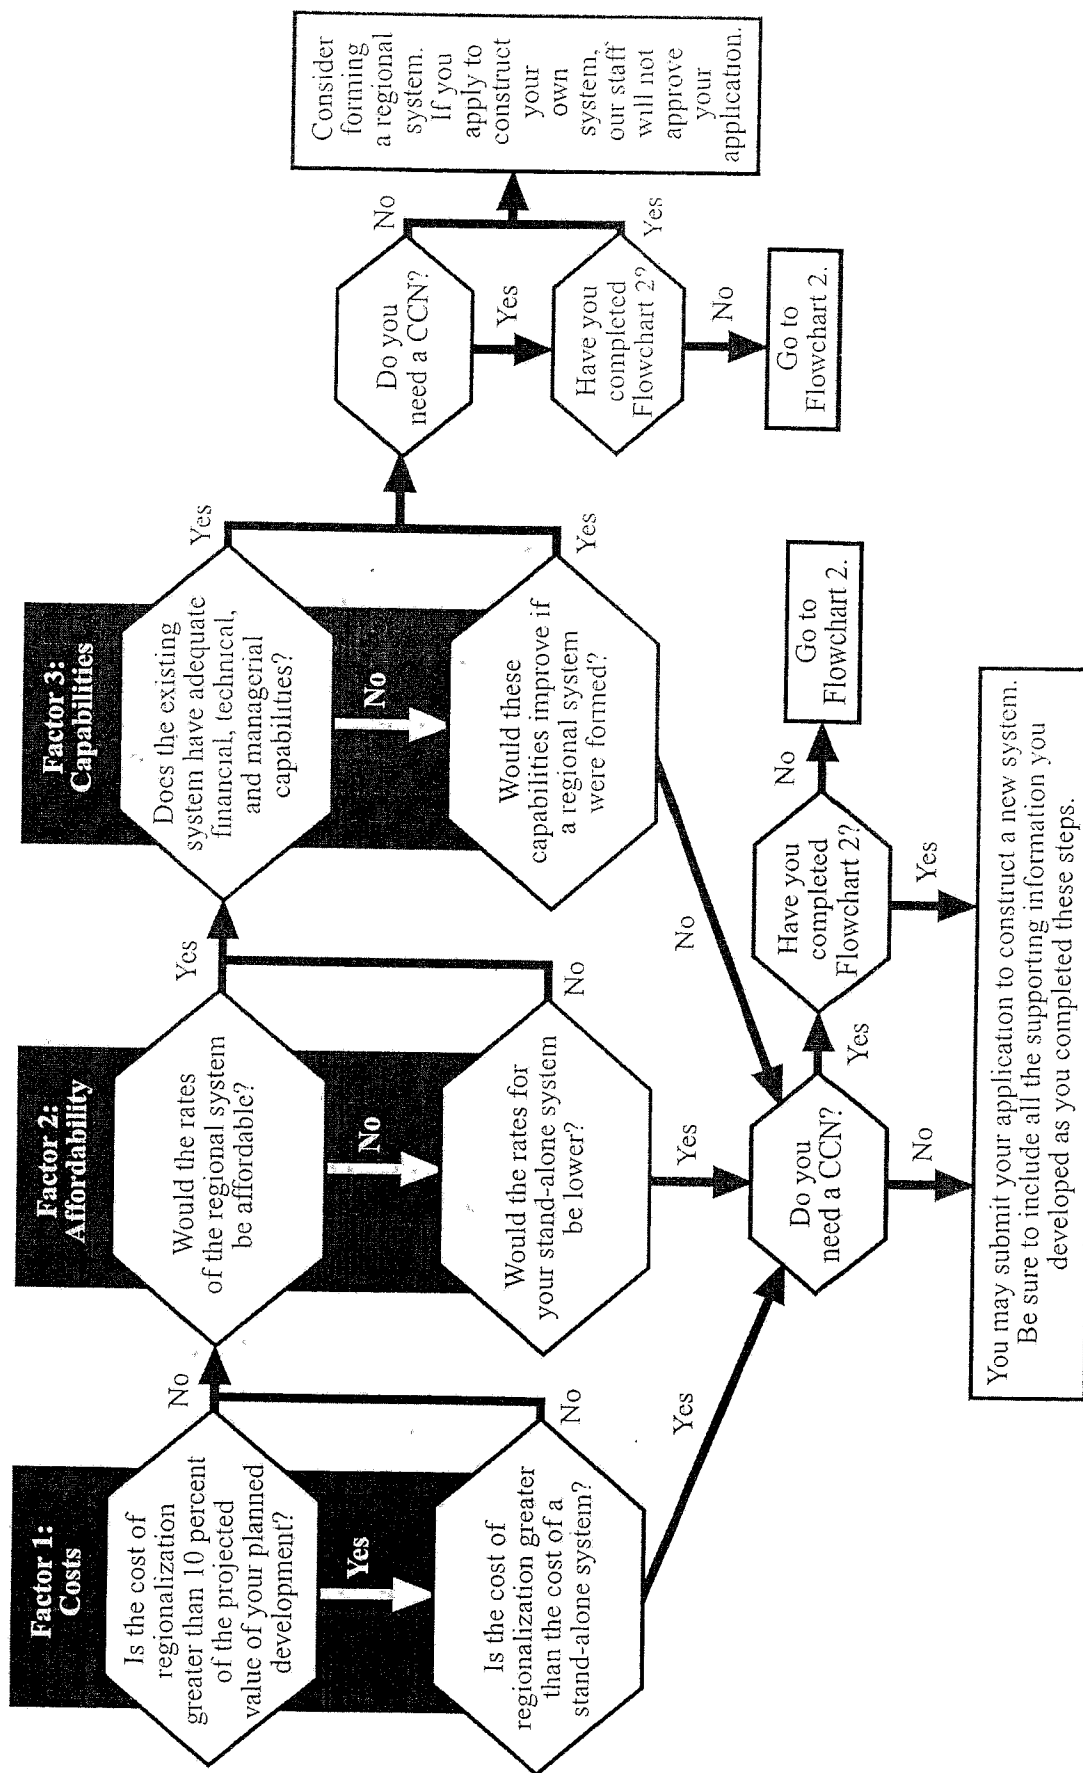 Factor 1:
Costs
Is the cost of
regionalization
greater than 10 percent
of the projected
value of your planned
development?
No
Yes
Is the cost of
regionalization greater
than the cost of a
stand-alone system?
No
Yes
Factor 2:
Affordability
Would the rates
of the regional system
be affordable?
Yes
No
Would the rates for
your stand-alone system
be lower?
No
Yes
Factor 3:
Capabilities
Does the existing
system have adequate
financial, technical,
and managerial
capabilities?
Yes
No
Would these
capabilities improve if
a regional system
were formed?
Yes
No
Do you
need a CCN?
No
Yes
Have you
completed
Flowchart 2?
Yes
No
Go to
Flowchart 2.
Consider
forming
a regional
system.
If you
apply to
construct
your
own
system,
our staff
will not
approve
your
application.
Do you
need a CCN?
Yes
No
Have you
completed
Flowchart 2?
No
Yes
Go to
Flowchart 2.
You may submit your application to construct a new system.
Be sure to include all the supporting information you
developed as you completed these steps.